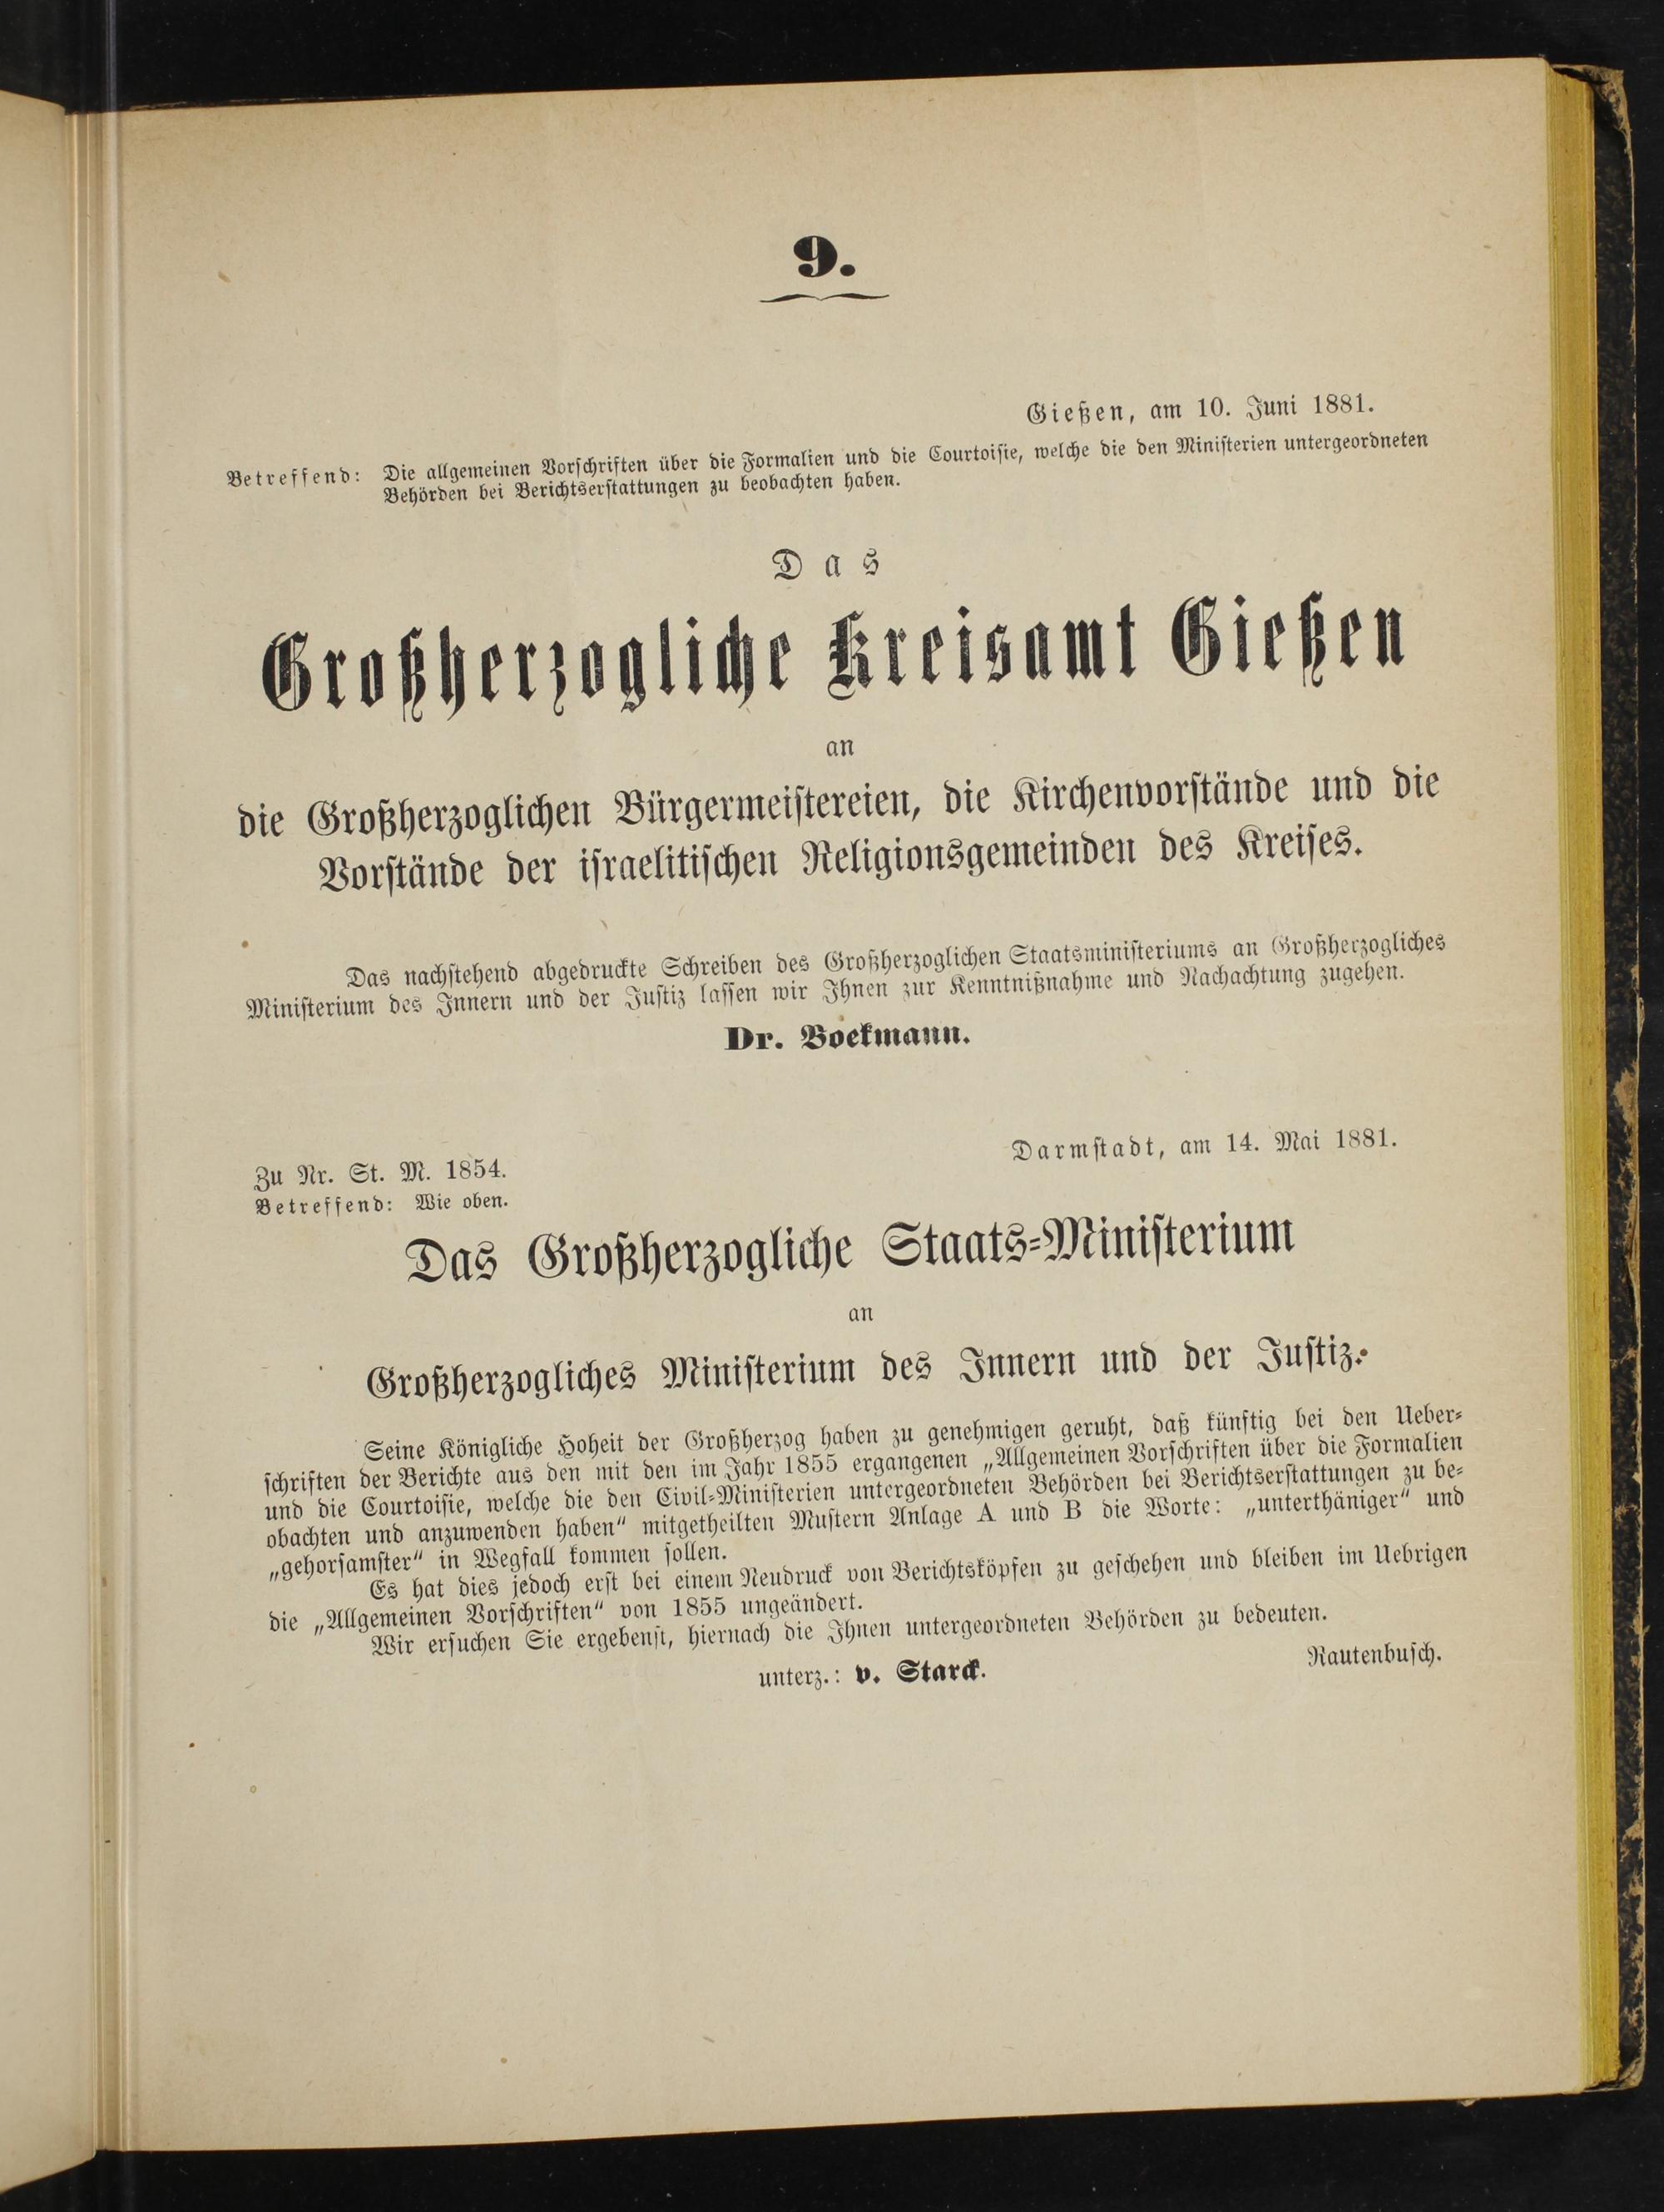 9.
Gießen, am 10. Juni 1881.
Betreffend: Die allgemeinen Vorschriften über die Formalien und die Courtoisie, welche die den Ministerien untergeordneten
Behörden bei Berichtserstattungen zu beobachten haben.
Das
Großherzogliche Kreisamt Gießen
an
die Großherzoglichen Bürgermeistereien, die Kirchenvorstände und die
Vorstände der israelitischen Religionsgemeinden des Kreises.
Das nachstehend abgedruckte Schreiben des Großherzoglichen Staatsministeriums an Großherzogliches
Ministerium des Innern und der Justiz lassen wir Ihnen zur Kenntnißnahme und Nachachtung zugehen.
Dr. Boekmann.
Darmstadt, am 14. Mai 1881.
Zu Nr. St. M. 1854.
Betreffend: Wie oben.
Das Großherzogliche Staats-Ministerium
an
Großherzogliches Ministerium des Innern und der Justiz.
Seine Königliche Hoheit der Großherzog haben zu genehmigen geruht, daß künftig bei den Ueber-
schriften der Berichte aus den mit den im Jahr 1855 ergangenen „Allgemeinen Vorschriften über die Formalien
und die Courtoisie, welche die den Civil-Ministerien untergeordneten Behörden bei Berichtserstattungen zu be-
obachten und anzuwenden haben“ mitgetheilten Mustern Anlage A und B die Worte: „unterthäniger“ und
„gehorsamster“ in Wegfall kommen sollen.
Es hat dies jedoch erst bei einem Neudruck von Berichtsköpfen zu geschehen und bleiben im Uebrigen
die „Allgemeinen Vorschriften“ von 1855 ungeändert.
Wir ersuchen Sie ergebenst, hiernach die Ihnen untergeordneten Behörden zu bedeuten.
unterz.: v. Starck.
Rautenbusch.